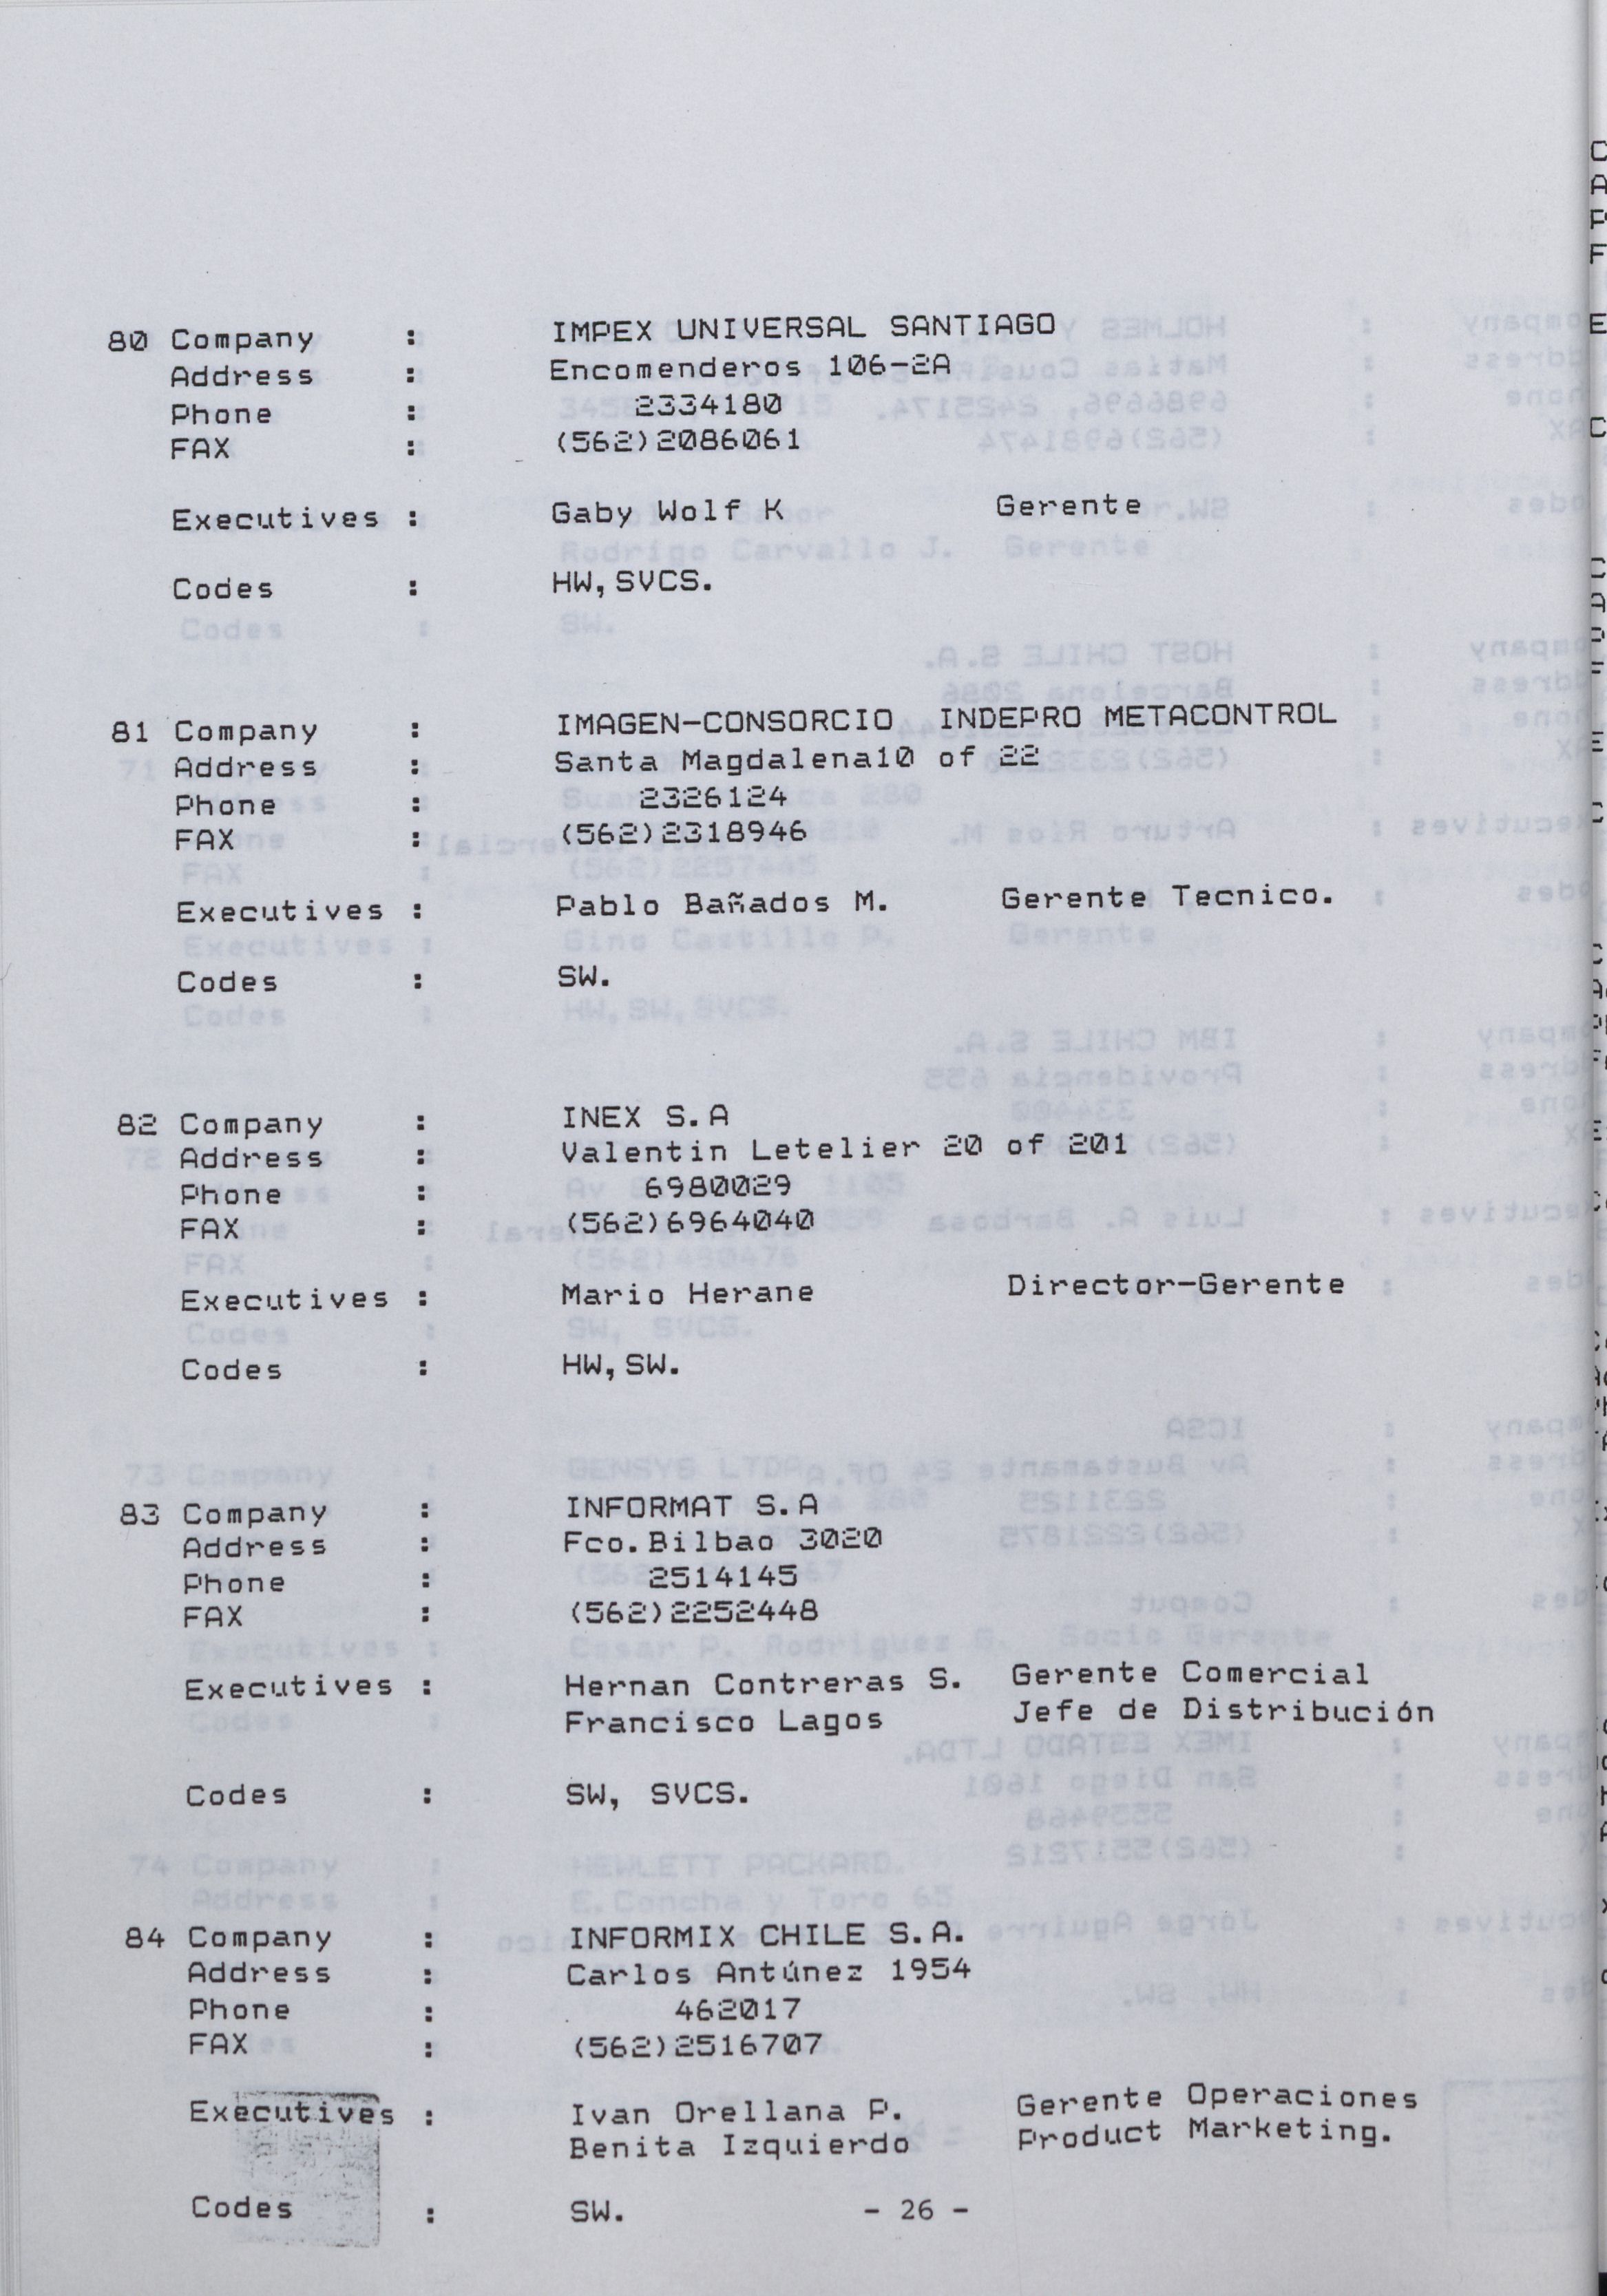 80 Company : IMPEX UNIVERSAL SANTIAGO
Address : Encomenderos 106-2A
Phone : 2334180
FAX : (562)2086061
Executives : Gaby Wolf K Gerente
Codes : HW,SVCS.
81 Company : IMAGEN-CONSORCIO INDEPRO METACONTROL
Address : Santa Magdalena10 of 22
Phone : 2326124
FAX : (562)2318946
Executives : Pablo Bañados M. Gerente Tecnico.
Codes : SW.
82 Company : INEX S.A
Address : Valentin Letelier 20 of 201
Phone : 6980029
FAX : (562)6964040
Executives : Mario Herane Director-Gerente
Codes : HW,SW.
83 Company : INFORMAT S.A
Address : Fco.Bilbao 3020
Phone : 2514145
FAX : (562)2252448
Executives : Hernan Contreras S. Gerente Comercial
Francisco Lagos Jefe de Distribución
Codes : SW, SVCS.
84 Company : INFORMIX CHILE S.A.
Address : Carlos Antúnez 1954
Phone : 462017
FAX : (562)2516707
Executives : Ivan Orellana P. Gerente Operaciones
Benita Izquierdo Product Marketing.
Codes : SW.
- 26 -